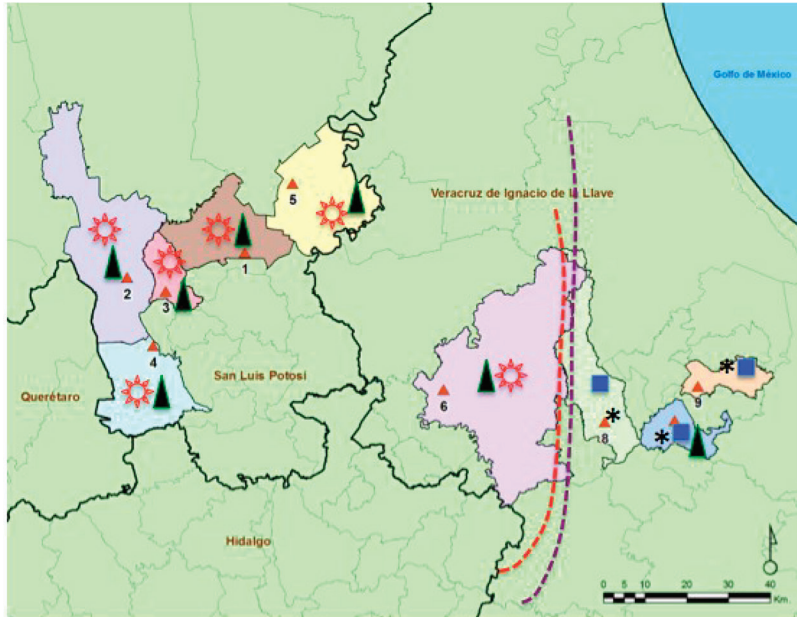 Golfo de México
5
Veracruz de Ignacio de la Llave
1
2
3
4
San Luis Potosí
Querétaro
6
9
8
Hidalgo
0 5 10 20 30 40
Km.